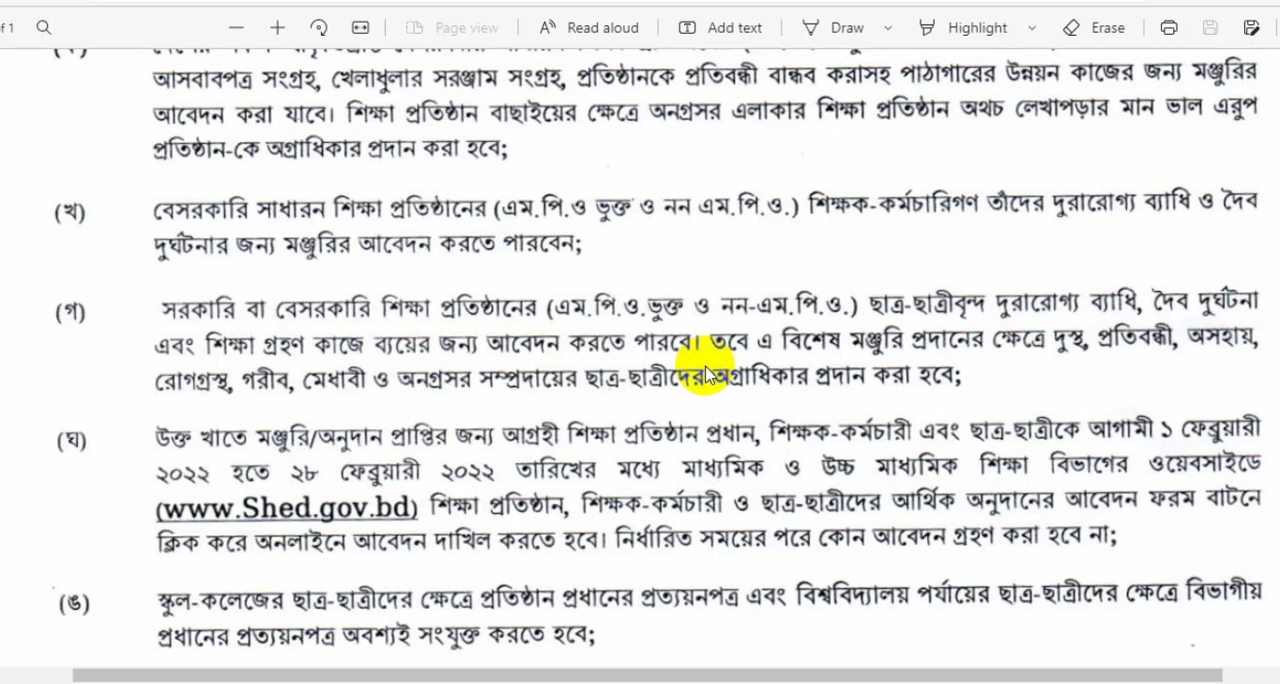 of 1 Page view Read aloud Add text Draw Highlight Erase
আসবাবপত্র সংগ্রহ, খেলাধুলার সরঞ্জাম সংগ্রহ, প্রতিষ্ঠানকে প্রতিবন্ধী বান্ধব করাসহ পাঠাগারের উন্নয়ন কাজের জন্য মঞ্জুরির
আবেদন করা যাবে। শিক্ষা প্রতিষ্ঠান বাছাইয়ের ক্ষেত্রে অনগ্রসর এলাকার শিক্ষা প্রতিষ্ঠান অথচ লেখাপড়ার মান ভাল এরুপ
প্রতিষ্ঠান-কে অগ্রাধিকার প্রদান করা হবে;
(খ) বেসরকারি সাধারন শিক্ষা প্রতিষ্ঠানের (এম.পি.ও ভুক্ত ও নন এম.পি.ও.) শিক্ষক-কর্মচারিগণ তাঁদের দুরারোগ্য ব্যাধি ও দৈব
দুর্ঘটনার জন্য মঞ্জুরির আবেদন করতে পারবেন;
(গ) সরকারি বা বেসরকারি শিক্ষা প্রতিষ্ঠানের (এম.পি.ও.ভুক্ত ও নন-এম.পি.ও.) ছাত্র-ছাত্রীবৃন্দ দুরারোগ্য ব্যাধি, দৈব দুর্ঘটনা
এবং শিক্ষা গ্রহণ কাজে ব্যয়ের জন্য আবেদন করতে পারবে। তবে এ বিশেষ মঞ্জুরি প্রদানের ক্ষেত্রে দুস্থ, প্রতিবন্ধী, অসহায়,
রোগগ্রস্থ, গরীব, মেধাবী ও অনগ্রসর সম্প্রদায়ের ছাত্র-ছাত্রীদের অগ্রাধিকার প্রদান করা হবে;
(ঘ) উক্ত খাতে মঞ্জুরি/অনুদান প্রাপ্তির জন্য আগ্রহী শিক্ষা প্রতিষ্ঠান প্রধান, শিক্ষক-কর্মচারী এবং ছাত্র-ছাত্রীকে আগামী ১ ফেব্রুয়ারী
২০২২ হতে ২৮ ফেব্রুয়ারী ২০২২ তারিখের মধ্যে মাধ্যমিক ও উচ্চ মাধ্যমিক শিক্ষা বিভাগের ওয়েবসাইডে
(www.Shed.gov.bd) শিক্ষা প্রতিষ্ঠান, শিক্ষক-কর্মচারী ও ছাত্র-ছাত্রীদের আর্থিক অনুদানের আবেদন ফরম বাটনে
ক্লিক করে অনলাইনে আবেদন দাখিল করতে হবে। নির্ধারিত সময়ের পরে কোন আবেদন গ্রহণ করা হবে না;
(ঙ) স্কুল-কলেজের ছাত্র-ছাত্রীদের ক্ষেত্রে প্রতিষ্ঠান প্রধানের প্রত্যয়নপত্র এবং বিশ্ববিদ্যালয় পর্যায়ের ছাত্র-ছাত্রীদের ক্ষেত্রে বিভাগীয়
প্রধানের প্রত্যয়নপত্র অবশ্যই সংযুক্ত করতে হবে;